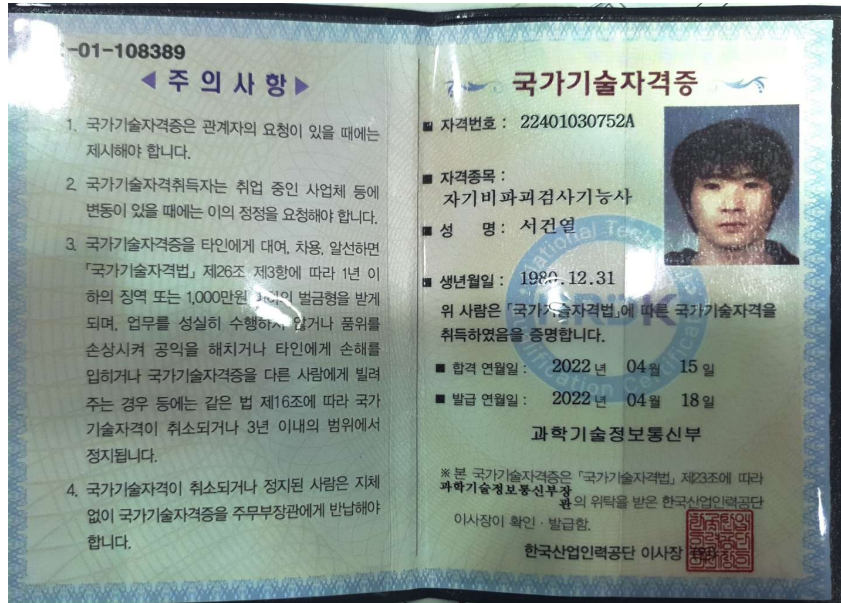 -01-108389
◀주의사항▶
1. 국가기술자격증은 관계자의 요청이 있을 때에는
제시해야 합니다.
2. 국가기술자격취득자는 취업 중인 사업체 등에
변동이 있을 때에는 이의 정정을 요청해야 합니다.
3. 국가기술자격증을 타인에게 대여, 차용, 알선하면
「국가기술자격법」 제26조 제3항에 따라 1년 이
하의 징역 또는 1,000만원 이하의 벌금형을 받게
되며, 업무를 성실히 수행하지 않거나 품위를
손상시켜 공익을 해치거나 타인에게 손해를
입히거나 국가기술자격증을 다른 사람에게 빌려
주는 경우 등에는 같은 법 제16조에 따라 국가
기술자격이 취소되거나 3년 이내의 범위에서
정지됩니다.
4. 국가기술자격이 취소되거나 정지된 사람은 지체
없이 국가기술자격증을 주무부장관에게 반납해야
합니다.
국가기술자격증
■ 자격번호 : 22401030752A
■ 자격종목 :
자기비파괴검사기능사
■ 성 명 : 서건열
■ 생년월일 : 1980.12.31
위 사람은 「국가기술자격법」에 따른 국가기술자격을
취득하였음을 증명합니다.
■ 합격 연월일 : 2022 년 04 월 15 일
■ 발급 연월일 : 2022 년 04 월 18 일
과학기술정보통신부
※ 본 국가기술자격증은 「국가기술자격법」 제23조에 따라
과학기술정보통신부장
관의 위탁을 받은 한국산업인력공단
이사장이 확인 · 발급함.
한국산업인력공단 이사장